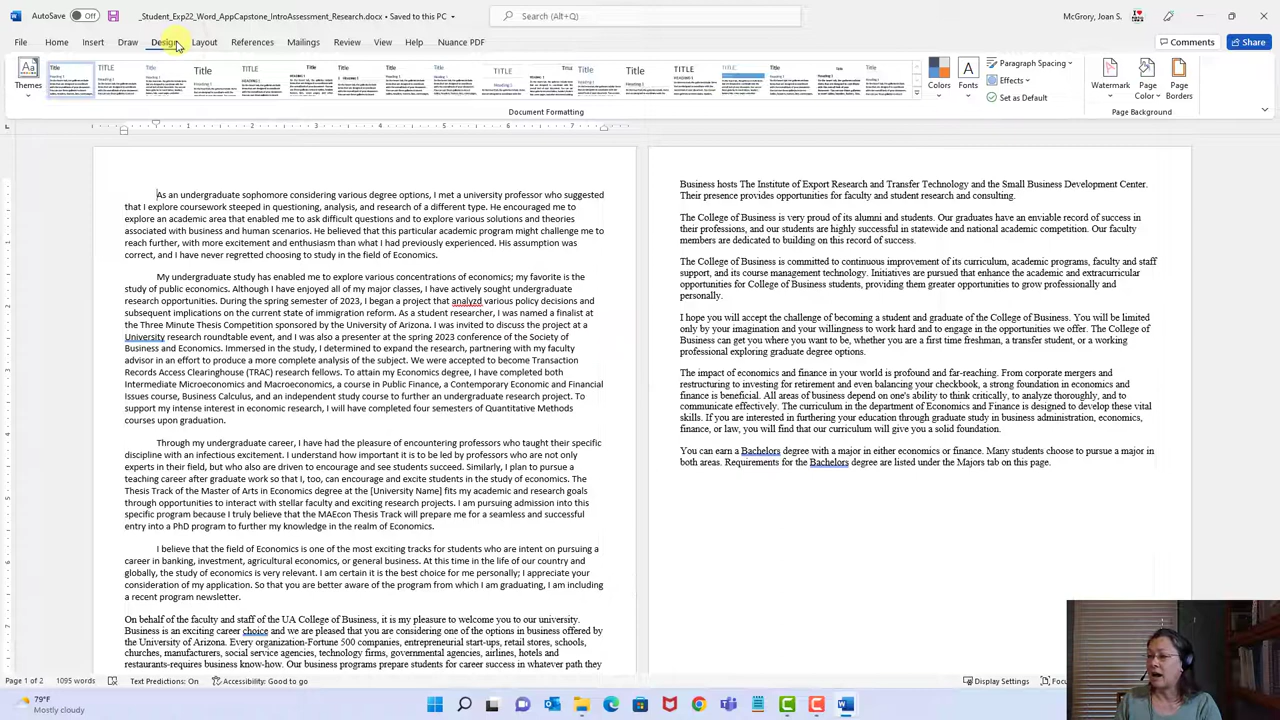 AutoSave Off _Student_Exp22_Word_AppCapstone_IntroAssessment_Research.docx • Saved to this PC Search (Alt+Q) McGrory, Joan S.
File Home Insert Draw Design Layout References Mailings Review View Help Nuance PDF Comments Share
Themes Colors Fonts Paragraph Spacing Effects Set as Default Watermark Page Color Page Borders
Document Formatting Page Background
As an undergraduate sophomore considering various degree options, I met a university professor who suggested
that I explore coursework steeped in questioning, analysis, and research of a different type. He encouraged me to
explore an academic area that enabled me to ask difficult questions and to explore various solutions and theories
associated with business and human scenarios. He believed that this particular academic program might challenge me to
reach further, with more excitement and enthusiasm than what I had previously experienced. His assumption was
correct, and I have never regretted choosing to study in the field of Economics.
My undergraduate study has enabled me to explore various concentrations of economics; my favorite is the
study of public economics. Although I have enjoyed all of my major classes, I have actively sought undergraduate
research opportunities. During the spring semester of 2023, I began a project that analyzd various policy decisions and
subsequent implications on the current state of immigration reform. As a student researcher, I was named a finalist at
the Three Minute Thesis Competition sponsored by the University of Arizona. I was invited to discuss the project at a
University research roundtable event, and I was also a presenter at the spring 2023 conference of the Society of
Business and Economics. Immersed in the study, I determined to expand the research, partnering with my faculty
advisor in an effort to produce a more complete analysis of the subject. We were accepted to become Transaction
Records Access Clearinghouse (TRAC) research fellows. To attain my Economics degree, I have completed both
Intermediate Microeconomics and Macroeconomics, a course in Public Finance, a Contemporary Economic and Financial
Issues course, Business Calculus, and an independent study course to further an undergraduate research project. To
support my intense interest in economic research, I will have completed four semesters of Quantitative Methods
courses upon graduation.
Through my undergraduate career, I have had the pleasure of encountering professors who taught their specific
discipline with an infectious excitement. I understand how important it is to be led by professors who are not only
experts in their field, but who also are driven to encourage and see students succeed. Similarly, I plan to pursue a
teaching career after graduate work so that I, too, can encourage and excite students in the study of economics. The
Thesis Track of the Master of Arts in Economics degree at the [University Name] fits my academic and research goals
through opportunities to interact with stellar faculty and exciting research projects. I am pursuing admission into this
specific program because I truly believe that the MAEcon Thesis Track will prepare me for a seamless and successful
entry into a PhD program to further my knowledge in the realm of Economics.
I believe that the field of Economics is one of the most exciting tracks for students who are intent on pursuing a
career in banking, investment, agricultural economics, or general business. At this time in the life of our country and
globally, the study of economics is very relevant. I am certain it is the best choice for me personally; I appreciate your
consideration of my application. So that you are better aware of the program from which I am graduating, I am including
a recent program newsletter.
On behalf of the faculty and staff of the UA College of Business, it is my pleasure to welcome you to our university.
Business is an exciting career choice and we are pleased that you are considering one of the options in business offered by
the University of Arizona. Every organization-Fortune 500 companies, entrepreneurial start-ups, retail stores, schools,
churches, manufacturers, social service agencies, technology firms, governmental agencies, airlines, hotels and
restaurants-requires business know-how. Our business programs prepare students for career success in whatever path they
Business hosts The Institute of Export Research and Transfer Technology and the Small Business Development Center.
Their presence provides opportunities for faculty and student research and consulting.
The College of Business is very proud of its alumni and students. Our graduates have an enviable record of success in
their professions, and our students are highly successful in statewide and national academic competition. Our faculty
members are dedicated to building on this record of success.
The College of Business is committed to continuous improvement of its curriculum, academic programs, faculty and staff
support, and its course management technology. Initiatives are pursued that enhance the academic and extracurricular
opportunities for College of Business students, providing them greater opportunities to grow professionally and
personally.
I hope you will accept the challenge of becoming a student and graduate of the College of Business. You will be limited
only by your imagination and your willingness to work hard and to engage in the opportunities we offer. The College of
Business can get you where you want to be, whether you are a first time freshman, a transfer student, or a working
professional exploring graduate degree options.
The impact of economics and finance in your world is profound and far-reaching. From corporate mergers and
restructuring to investing for retirement and even balancing your checkbook, a strong foundation in economics and
finance is beneficial. All areas of business depend on one's ability to think critically, to analyze thoroughly, and to
communicate effectively. The curriculum in the department of Economics and Finance is designed to develop these vital
skills. If you are interested in furthering your education through graduate study in business administration, economics,
finance, or law, you will find that our curriculum will give you a solid foundation.
You can earn a Bachelors degree with a major in either economics or finance. Many students choose to pursue a major in
both areas. Requirements for the Bachelors degree are listed under the Majors tab on this page.
Page 1 of 2 1095 words Text Predictions: On Accessibility: Good to go Display Settings
79°F
Mostly cloudy